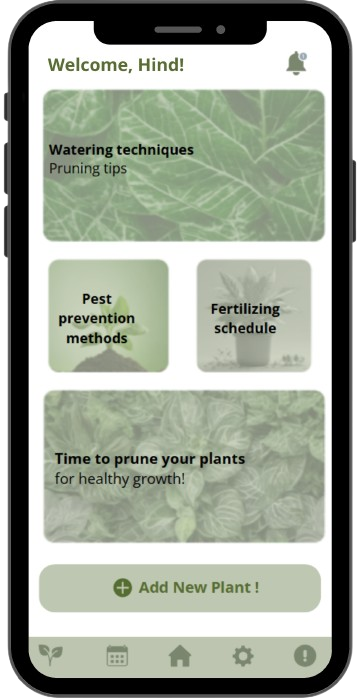 Welcome, Hind!
Watering techniques
Pruning tips
Pest
prevention
methods
Fertilizing
schedule
Time to prune your plants
for healthy growth!
Add New Plant !